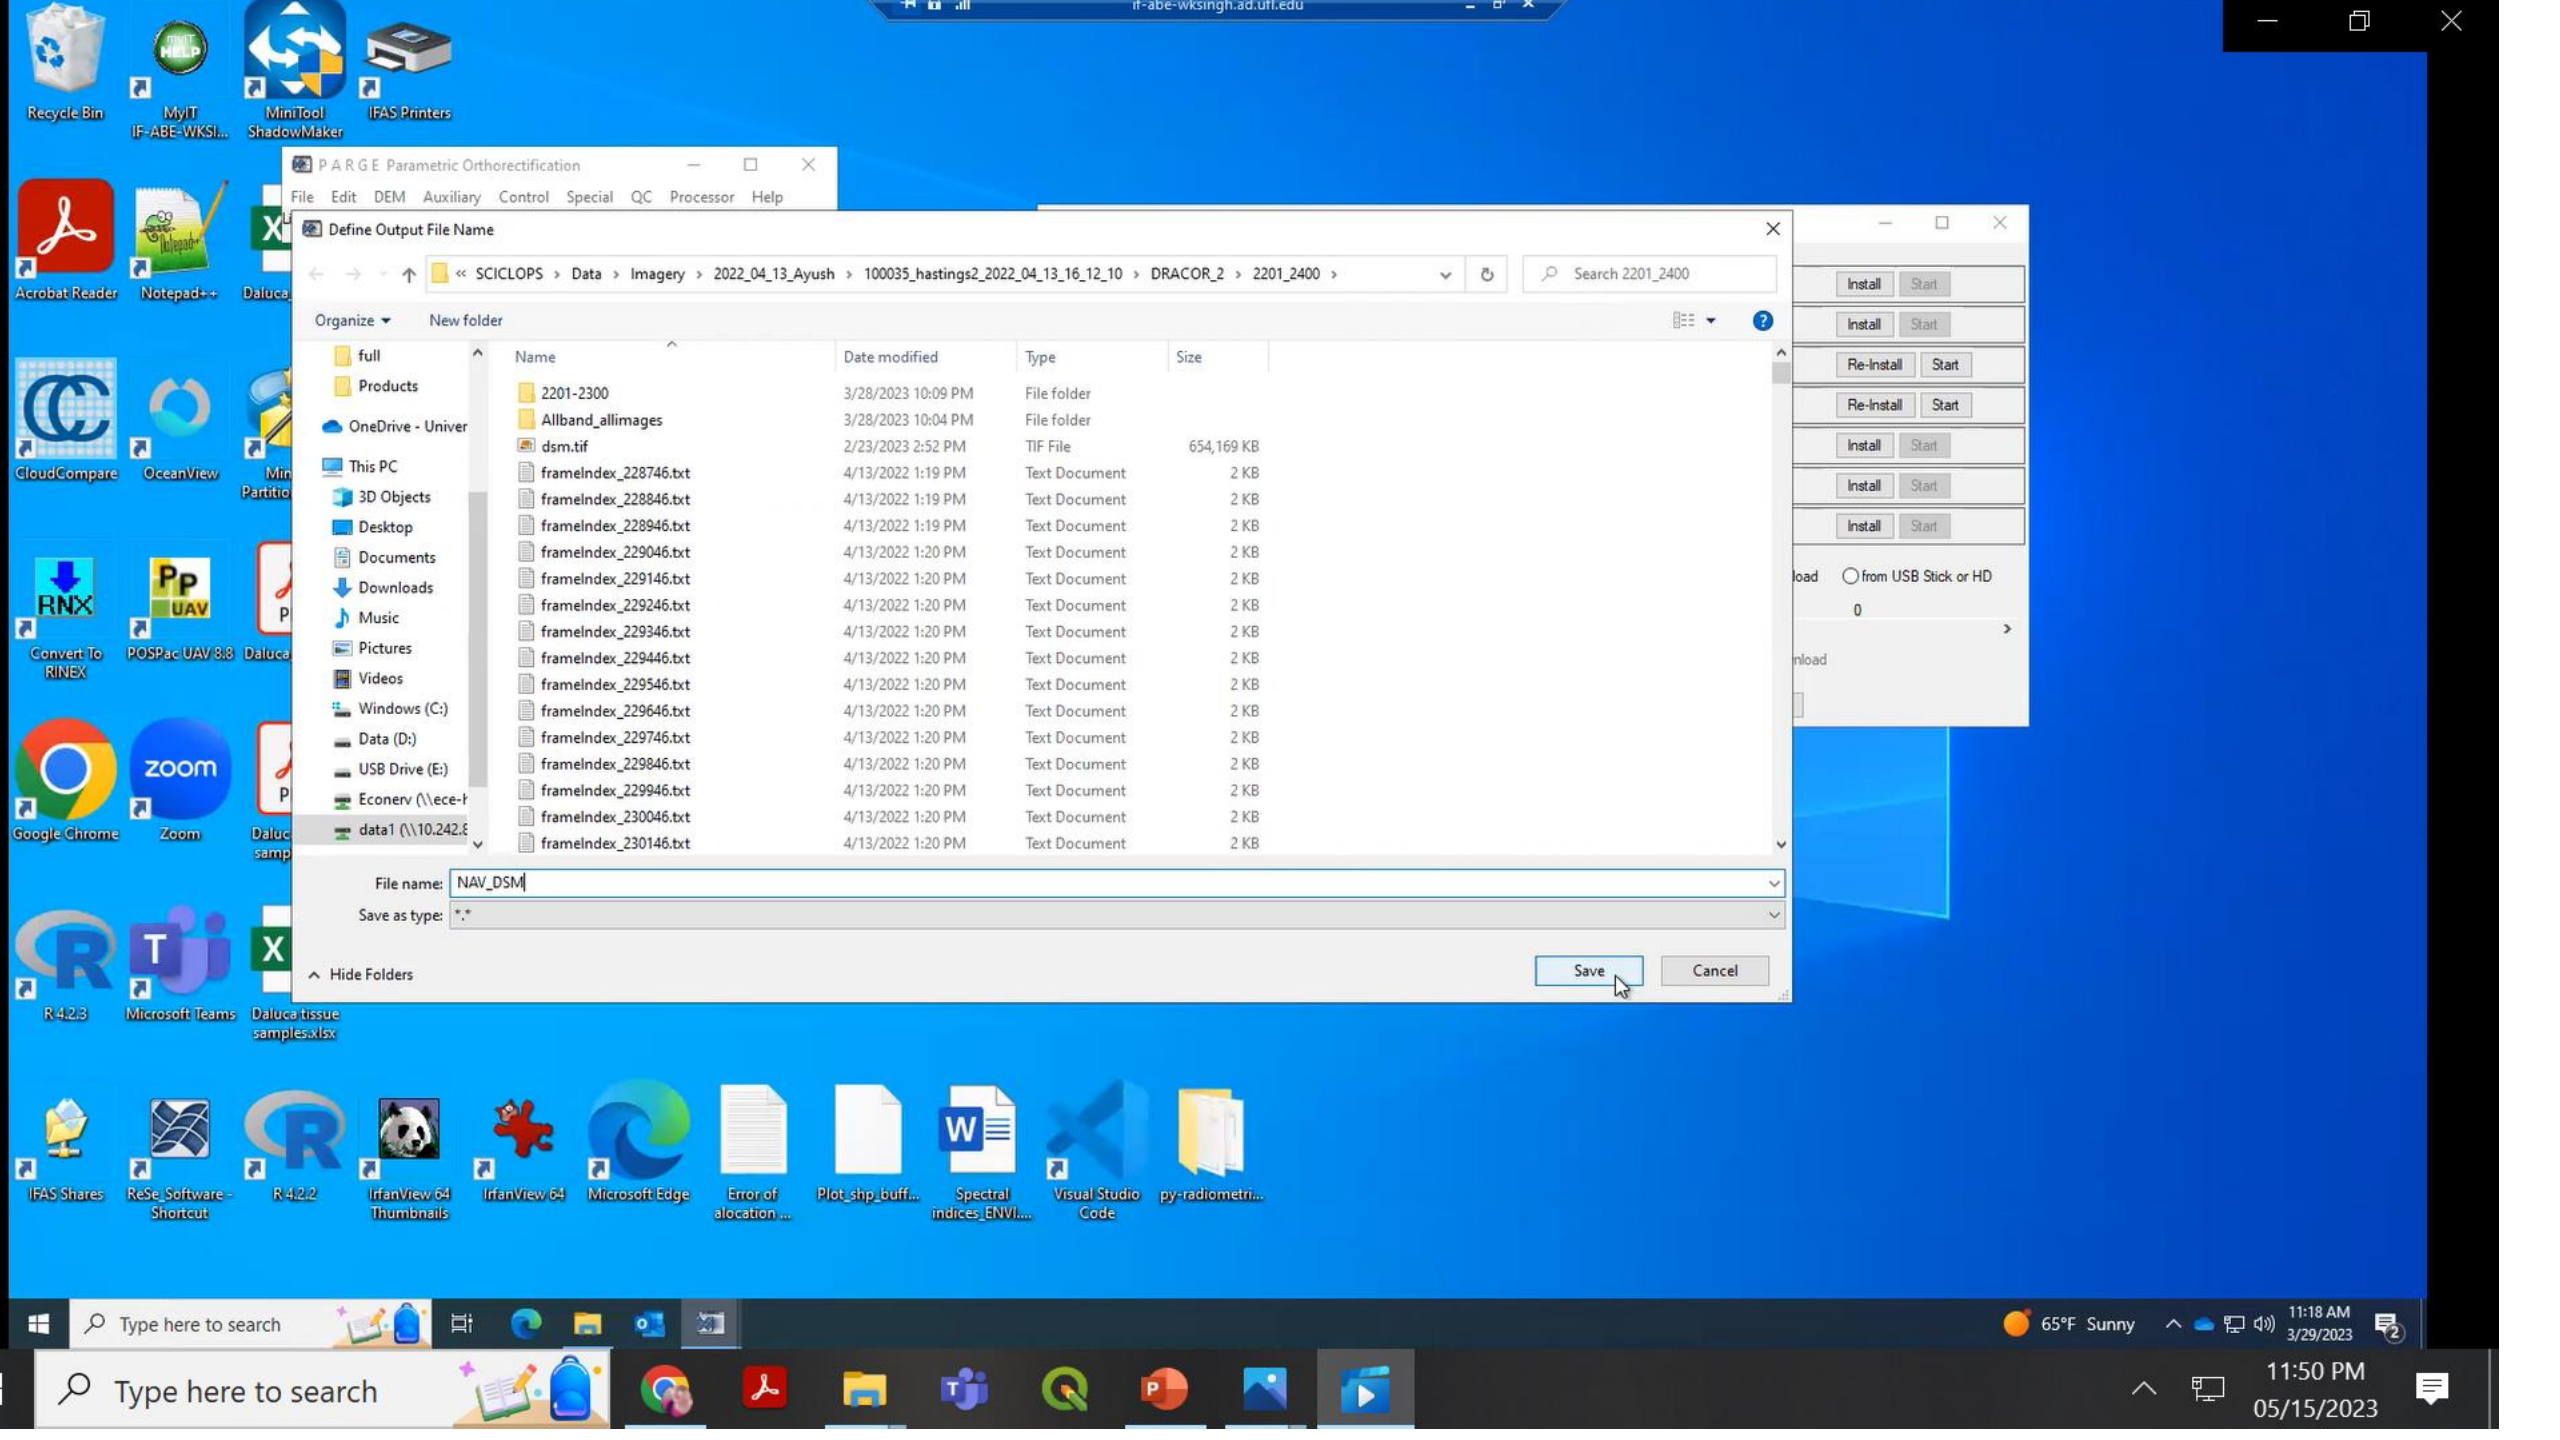 if-abe-wksingh.ad.ufl.edu
Recycle Bin
MyIT
IF-ABE-WKSI...
MiniTool
ShadowMaker
IFAS Printers
PARGE Parametric Orthorectification
File Edit DEM Auxiliary Control Special QC Processor Help
Define Output File Name
« SCICLOPS > Data > Imagery > 2022_04_13_Ayush > 100035_hastings2_2022_04_13_16_12_10 > DRACOR_2 > 2201_2400 >
Search 2201_2400
Organize New folder
Name Date modified Type Size
2201-2300 3/28/2023 10:09 PM File folder
Allband_allimages 3/28/2023 10:04 PM File folder
dsm.tif 2/23/2023 2:52 PM TIF File 654,169 KB
frameIndex_228746.txt 4/13/2022 1:19 PM Text Document 2 KB
frameIndex_228846.txt 4/13/2022 1:19 PM Text Document 2 KB
frameIndex_228946.txt 4/13/2022 1:19 PM Text Document 2 KB
frameIndex_229046.txt 4/13/2022 1:20 PM Text Document 2 KB
frameIndex_229146.txt 4/13/2022 1:20 PM Text Document 2 KB
frameIndex_229246.txt 4/13/2022 1:20 PM Text Document 2 KB
frameIndex_229346.txt 4/13/2022 1:20 PM Text Document 2 KB
frameIndex_229446.txt 4/13/2022 1:20 PM Text Document 2 KB
frameIndex_229546.txt 4/13/2022 1:20 PM Text Document 2 KB
frameIndex_229646.txt 4/13/2022 1:20 PM Text Document 2 KB
frameIndex_229746.txt 4/13/2022 1:20 PM Text Document 2 KB
frameIndex_229846.txt 4/13/2022 1:20 PM Text Document 2 KB
frameIndex_229946.txt 4/13/2022 1:20 PM Text Document 2 KB
frameIndex_230046.txt 4/13/2022 1:20 PM Text Document 2 KB
frameIndex_230146.txt 4/13/2022 1:20 PM Text Document 2 KB
full
Products
OneDrive - Univer
This PC
3D Objects
Desktop
Documents
Downloads
Music
Pictures
Videos
Windows (C:)
Data (D:)
USB Drive (E:)
Econerv (\\ece-h
data1 (\\10.242.8
File name: NAV_DSM
Save as type: *.*
Hide Folders
Save Cancel
Install Start
Install Start
Re-Install Start
Re-Install Start
Install Start
Install Start
Install Start
load from USB Stick or HD
0
nload
Acrobat Reader
Notepad++
Daluca
CloudCompare
OceanView
Min
Partitio
RNX
Convert To
RINEX
PP
UAV
POSPac UAV 8.8
Daluca
Google Chrome
zoom
Zoom
Daluc
samp
R 4.2.3
Microsoft Teams
Daluca tissue
samples.xlsx
IFAS Shares
ReSe_Software -
Shortcut
R 4.2.2
IrfanView 64
Thumbnails
IrfanView 64
Microsoft Edge
Error of
alocation ...
Plot_shp_buff...
Spectral
indices_ENVI....
Visual Studio
Code
py-radiometri...
Type here to search
65°F Sunny
11:18 AM
3/29/2023
2
Type here to search
11:50 PM
05/15/2023